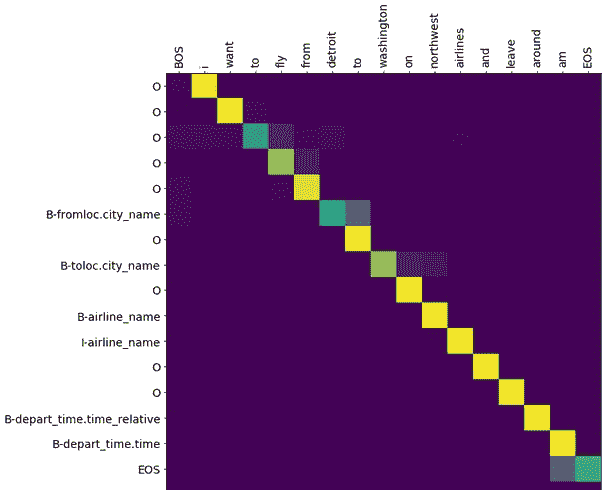 BOS i want to fly from detroit to washington on northwest airlines and leave around am EOS
O
O
O
O
O
B-fromloc.city_name
O
B-toloc.city_name
O
B-airline_name
I-airline_name
O
O
B-depart_time.time_relative
B-depart_time.time
EOS